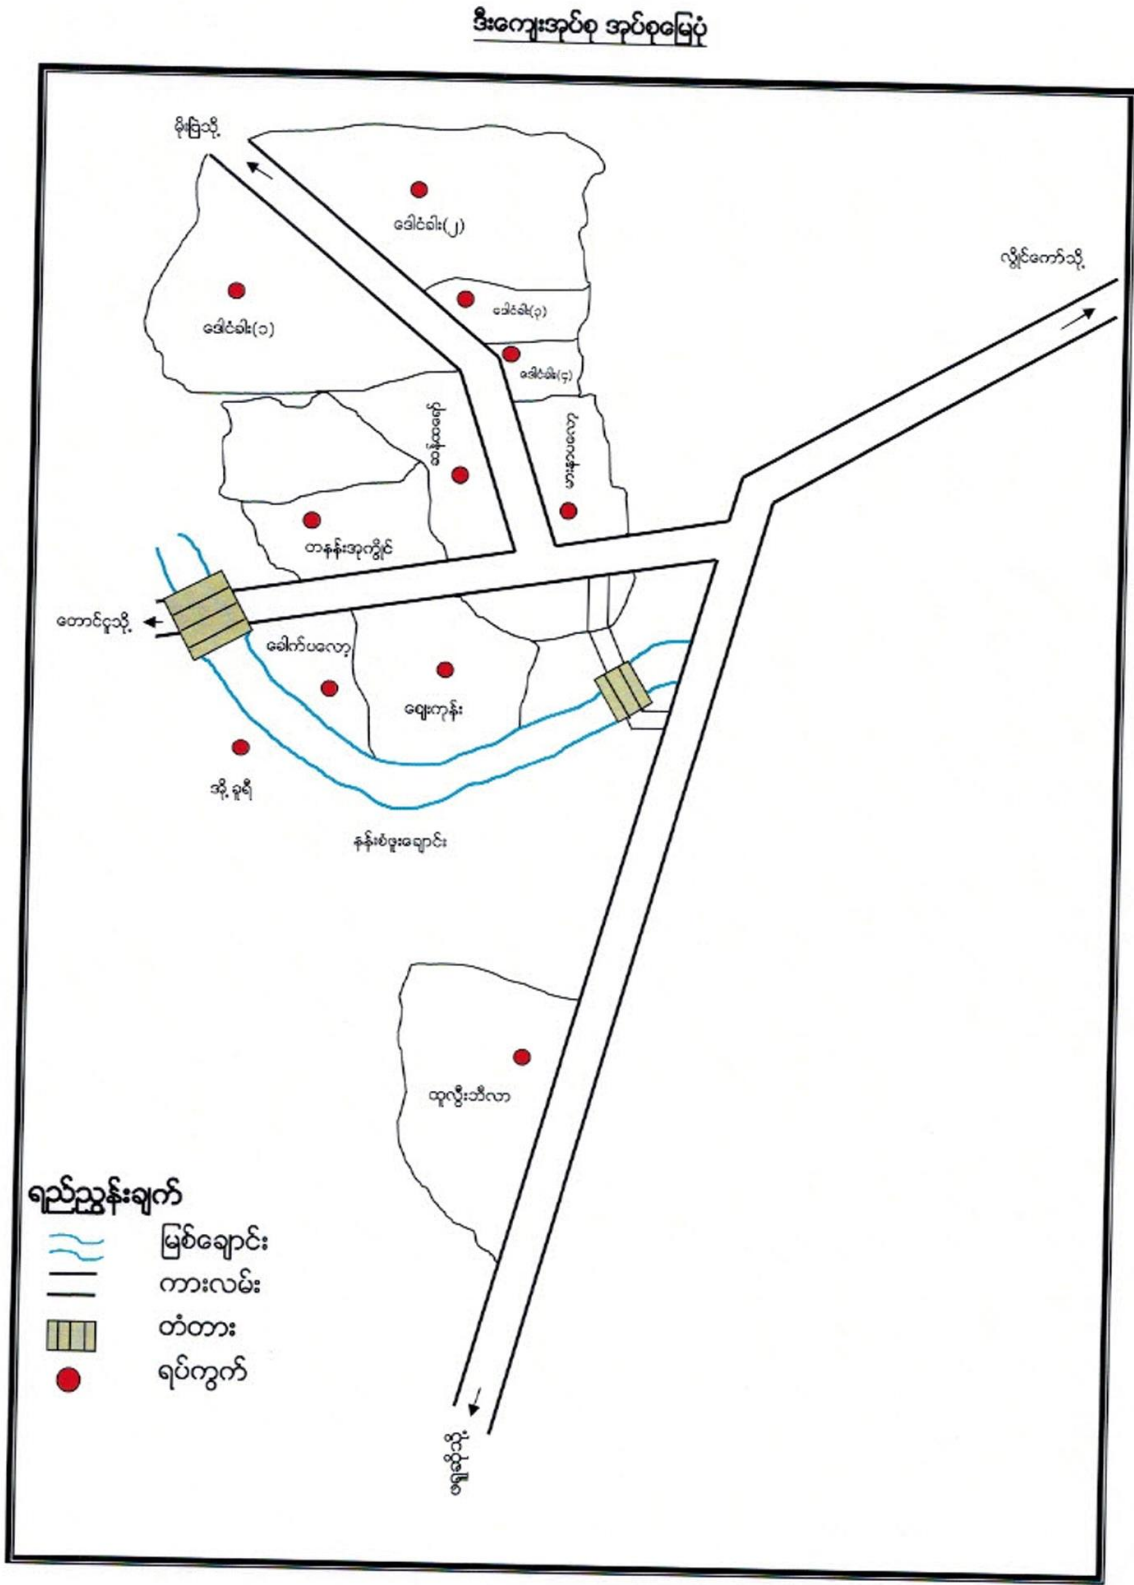 ဒီးကျေးအုပ်စု အုပ်စုမြေပုံ
မိုးဗြဲသို့
ဒေါငံခါး(၂)
လွိုင်ကော်သို့
ဒေါငံခါး(၁)
ဒေါငံခါး(၃)
ဒေါငံခါး(၄)
တနန်းအုကွိုင်
တောင်ငူသို့
ခေါက်ပလော့
ဈေးကုန်း
အို့ခူရီ
နန်းစံဖူးချောင်း
ထူလွီးဘီလာ
ရည်ညွှန်းချက်
မြစ်ချောင်း
ကားလမ်း
တံတား
ရပ်ကွက်